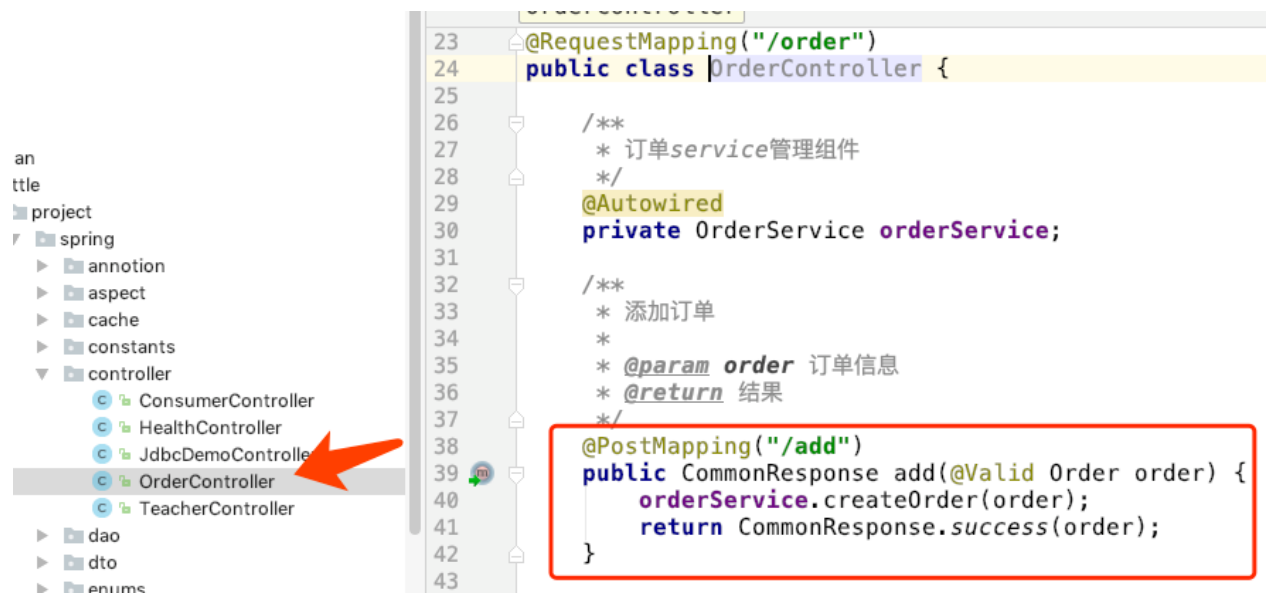 an
ttle
project
spring
annotion
aspect
cache
constants
controller
ConsumerController
HealthController
JdbcDemoControlle
OrderController
TeacherController
dao
dto
enums
OrderController
23 @RequestMapping("/order")
24 public class OrderController {
25
26 /**
27 * 订单service管理组件
28 */
29 @Autowired
30 private OrderService orderService;
31
32 /**
33 * 添加订单
34 *
35 * @param order 订单信息
36 * @return 结果
37 */
38 @PostMapping("/add")
39 public CommonResponse add(@Valid Order order) {
40 orderService.createOrder(order);
41 return CommonResponse.success(order);
42 }
43